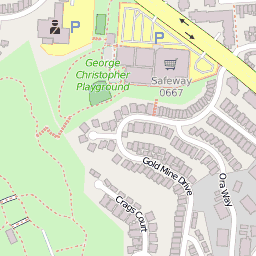 P
P
George
Christopher
Playground
Safeway
0667
Gold Mine Drive
Ora Way
Crags Court